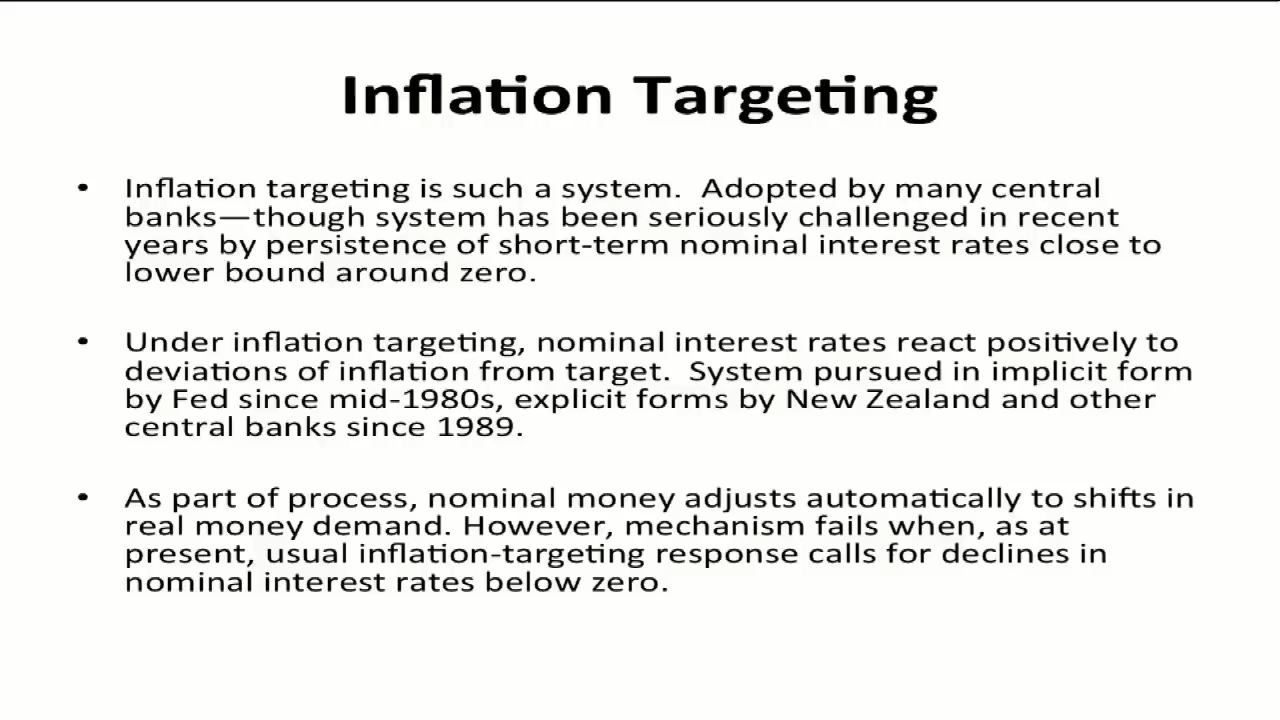 Inflation Targeting
• Inflation targeting is such a system.  Adopted by many central
banks—though system has been seriously challenged in recent
years by persistence of short-term nominal interest rates close to
lower bound around zero.
• Under inflation targeting, nominal interest rates react positively to
deviations of inflation from target.  System pursued in implicit form
by Fed since mid-1980s, explicit forms by New Zealand and other
central banks since 1989.
• As part of process, nominal money adjusts automatically to shifts in
real money demand. However, mechanism fails when, as at
present, usual inflation-targeting response calls for declines in
nominal interest rates below zero.